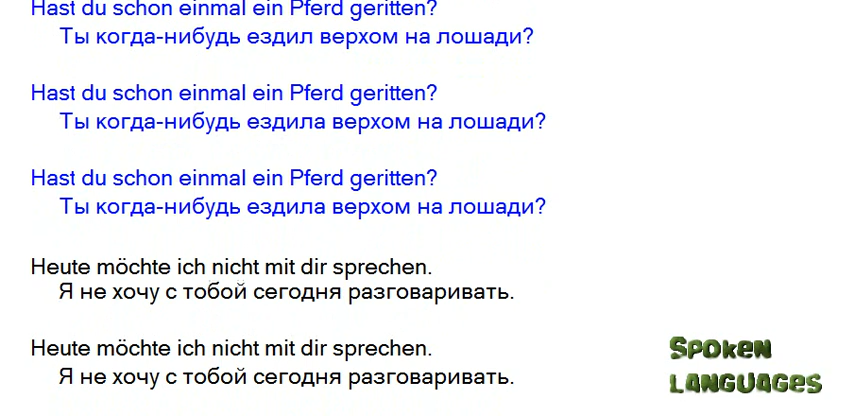 Hast du schon einmal ein Pferd geritten?
Ты когда-нибудь ездил верхом на лошади?
Hast du schon einmal ein Pferd geritten?
Ты когда-нибудь ездила верхом на лошади?
Hast du schon einmal ein Pferd geritten?
Ты когда-нибудь ездила верхом на лошади?
Heute möchte ich nicht mit dir sprechen.
Я не хочу с тобой сегодня разговаривать.
Heute möchte ich nicht mit dir sprechen.
Я не хочу с тобой сегодня разговаривать.
Spoken
Languages